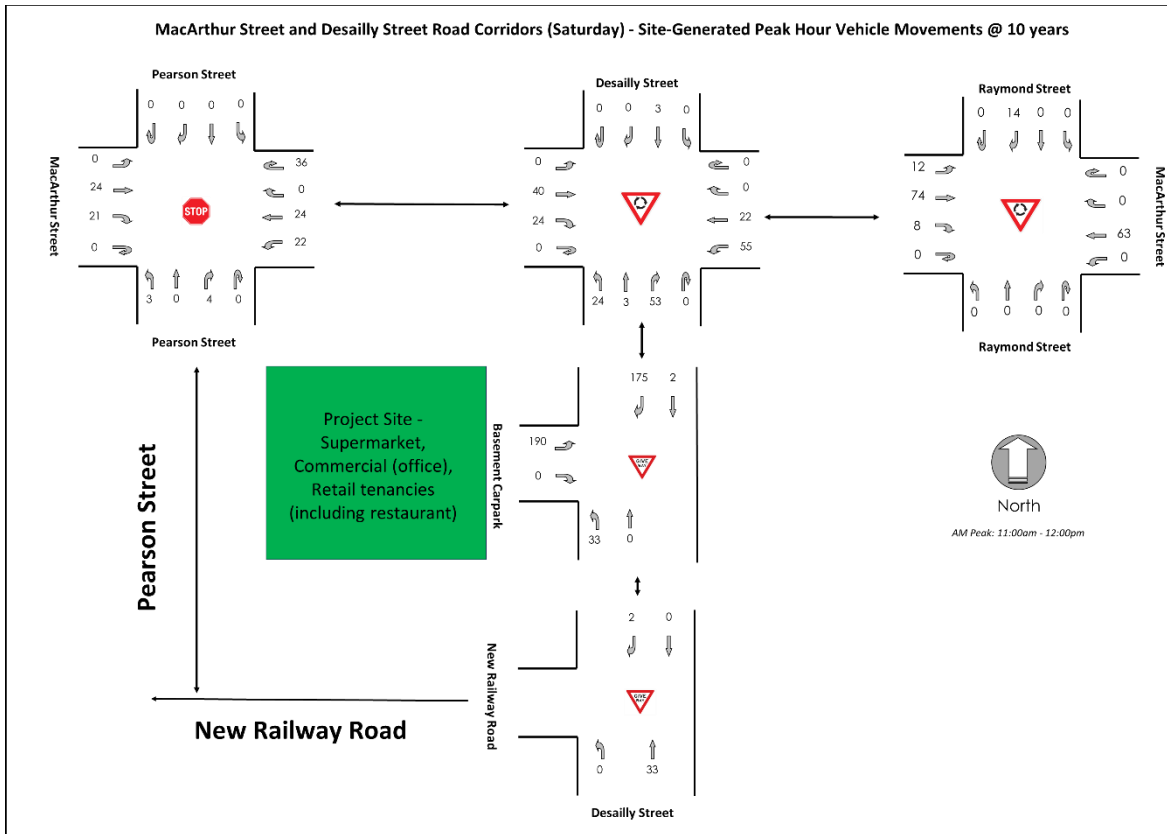 MacArthur Street and Desailly Street Road Corridors (Saturday) - Site-Generated Peak Hour Vehicle Movements @ 10 years
Pearson Street
0 0 0 0
MacArthur Street
0
24
21
0
STOP
36
0
24
22
3 0 4 0
Pearson Street
Desailly Street
0 0 3 0
0
40
24
0
0
0
22
55
24 3 53 0
Raymond Street
0 14 0 0
12
74
8
0
0
0
63
0
MacArthur Street
0 0 0 0
Raymond Street
Pearson Street
Project Site -
Supermarket,
Commercial (office),
Retail tenancies
(including restaurant)
Basement Carpark
175 2
190
0
GIVE
WAY
33 0
North
AM Peak: 11:00am - 12:00pm
New Railway Road
New Railway Road
2 0
GIVE
WAY
0 33
Desailly Street